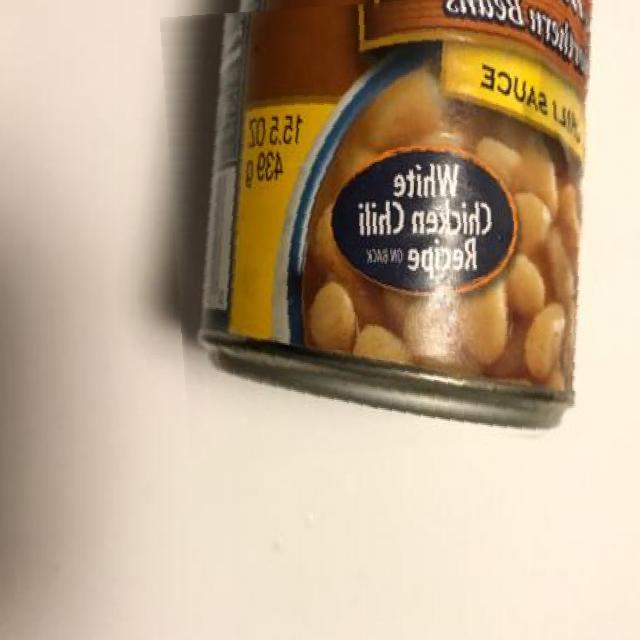 Northern Beans
CHILI SAUCE
15.5 OZ
439 g
White
Chicken Chili
Recipe ON BACK